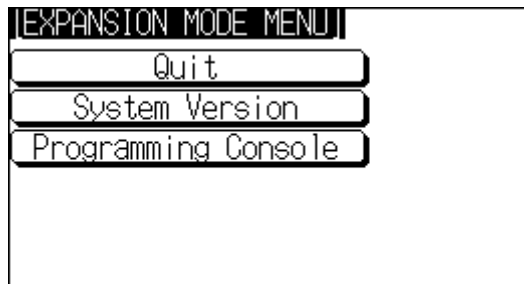 EXPANSION MODE MENU
Quit
System Version
Programming Console